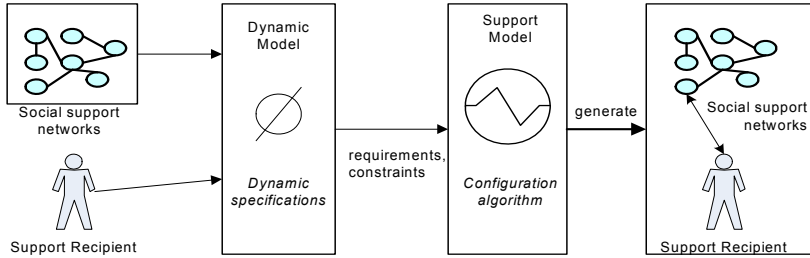 Social support
networks
Support Recipient
Dynamic
Model
Dynamic
specifications
requirements,
constraints
Support
Model
Configuration
algorithm
generate
Social support
networks
Support Recipient